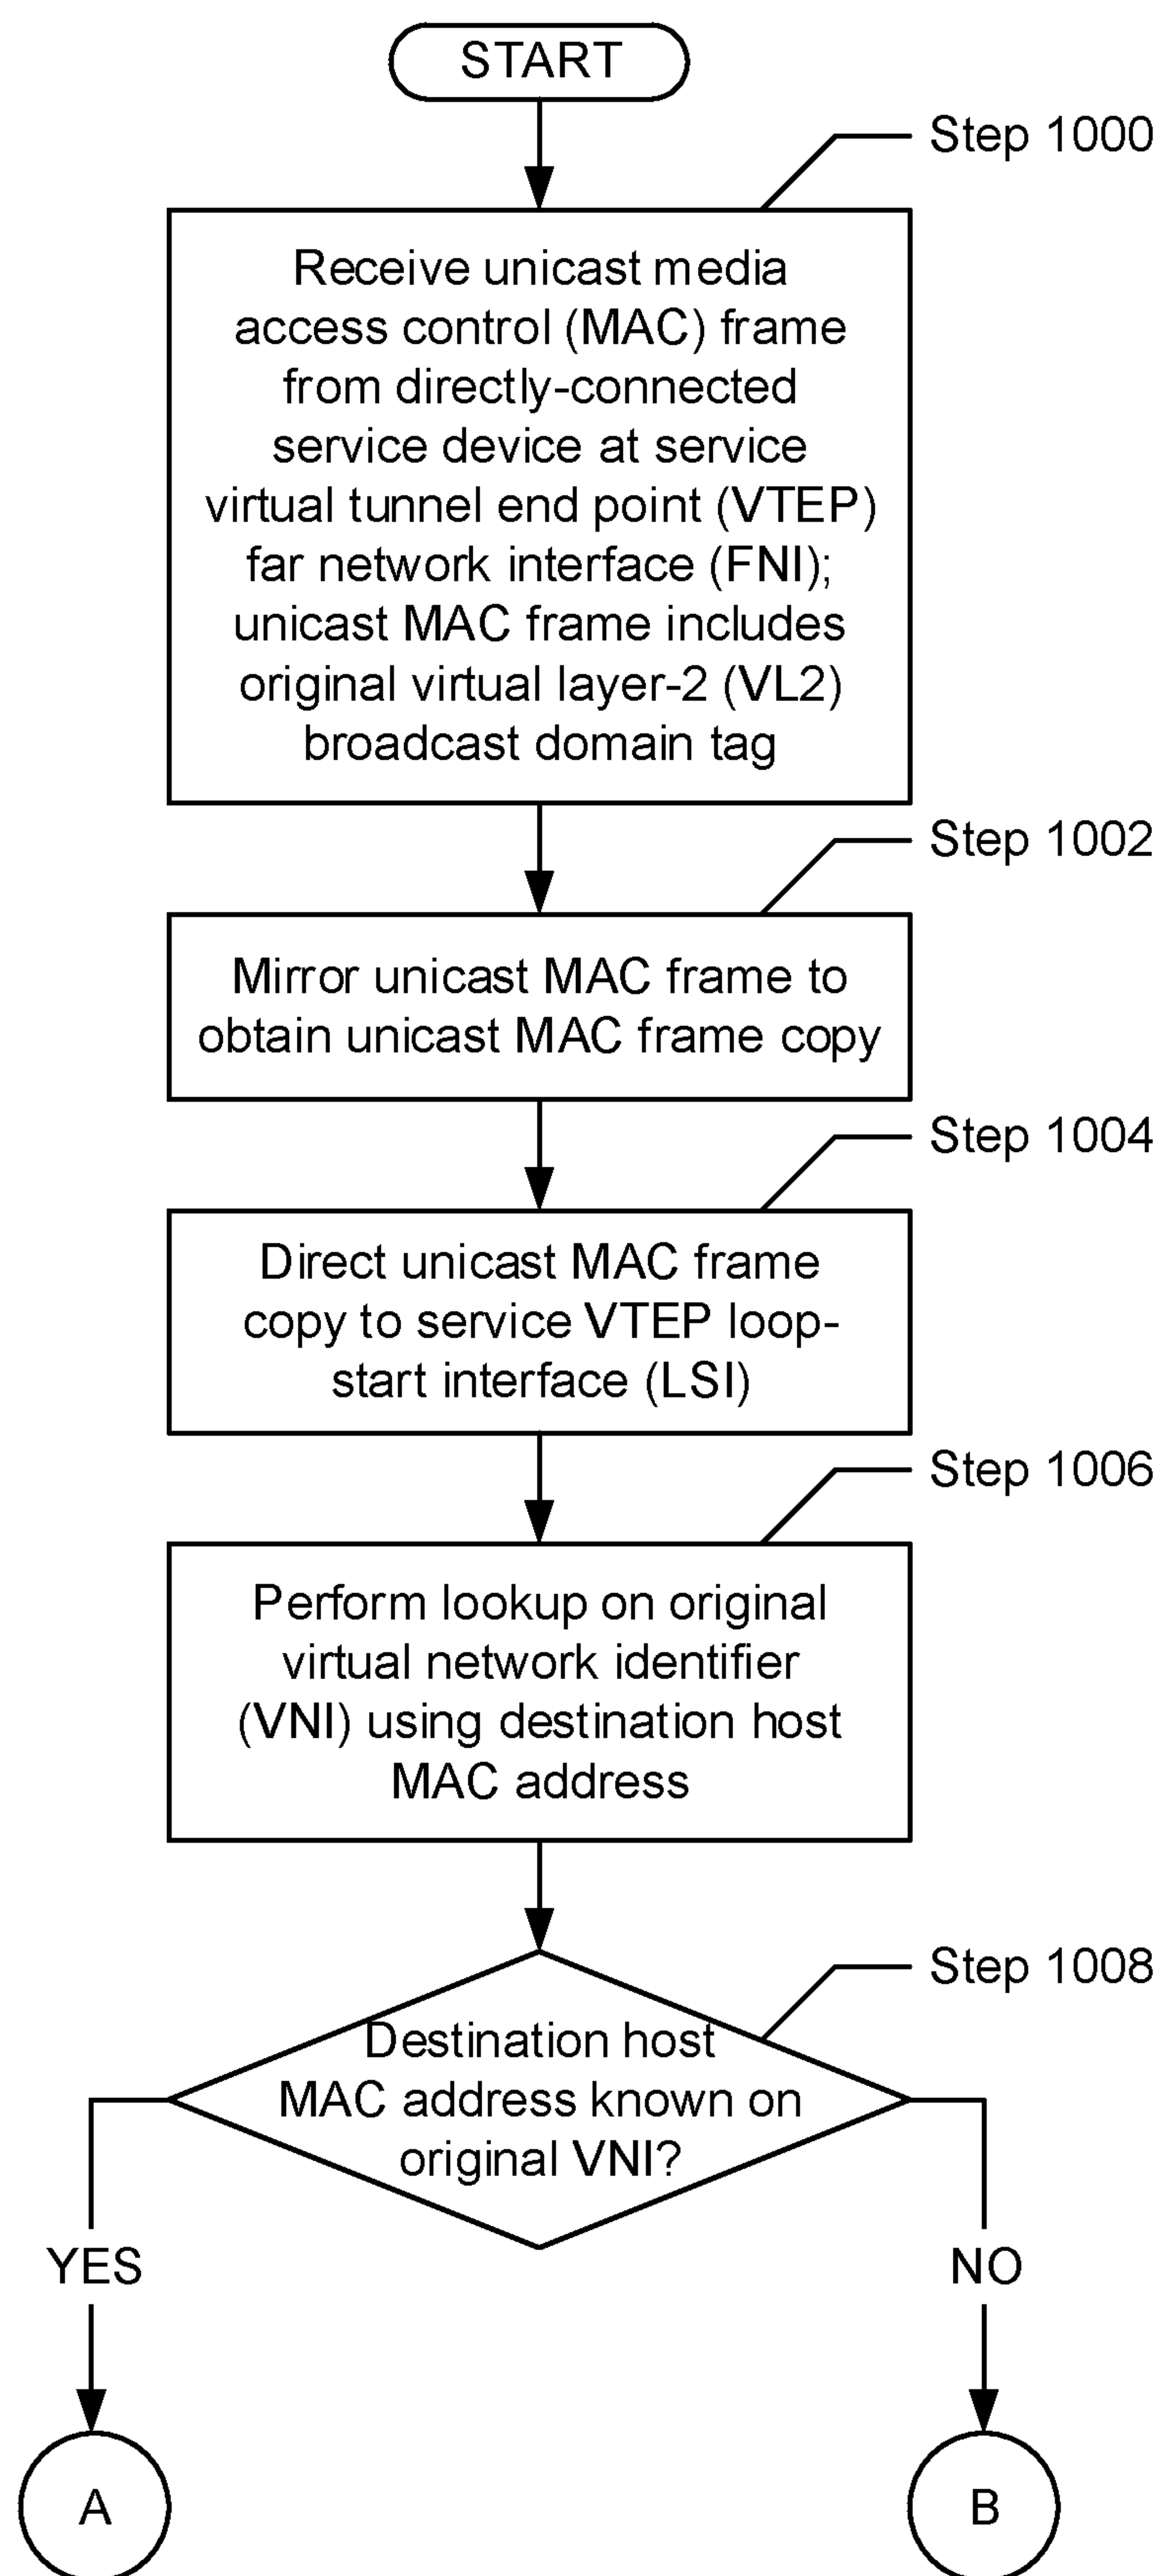 START
Step 1000
Receive unicast media
access control (MAC) frame
from directly-connected
service device at service
virtual tunnel end point (VTEP)
far network interface (FNI);
unicast MAC frame includes
original virtual layer-2 (VL2)
broadcast domain tag
Step 1002
Mirror unicast MAC frame to
obtain unicast MAC frame copy
Step 1004
Direct unicast MAC frame
copy to service VTEP loop-
start interface (LSI)
Step 1006
Perform lookup on original
virtual network identifier
(VNI) using destination host
MAC address
Step 1008
Destination host
MAC address known on
original VNI?
YES
NO
A
B